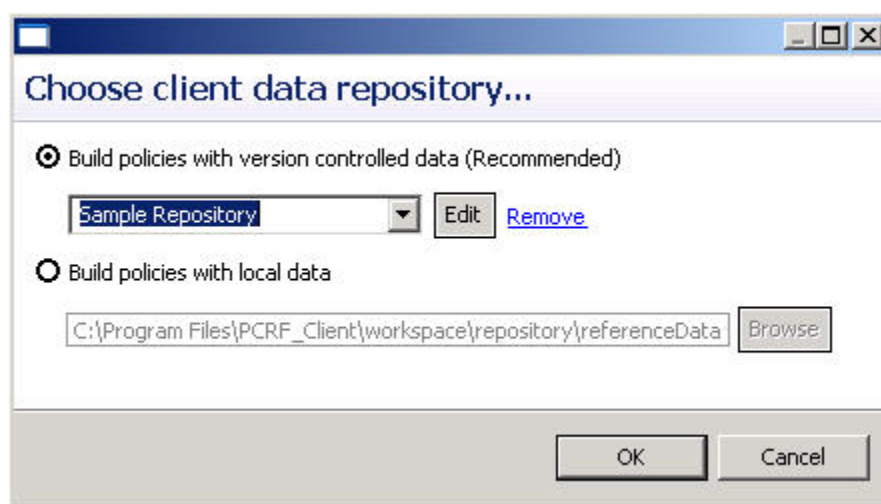 Choose client data repository...
Build policies with version controlled data (Recommended)
Sample Repository Edit Remove
Build policies with local data
C:\Program Files\PCRF_Client\workspace\repository\referenceData Browse
OK Cancel